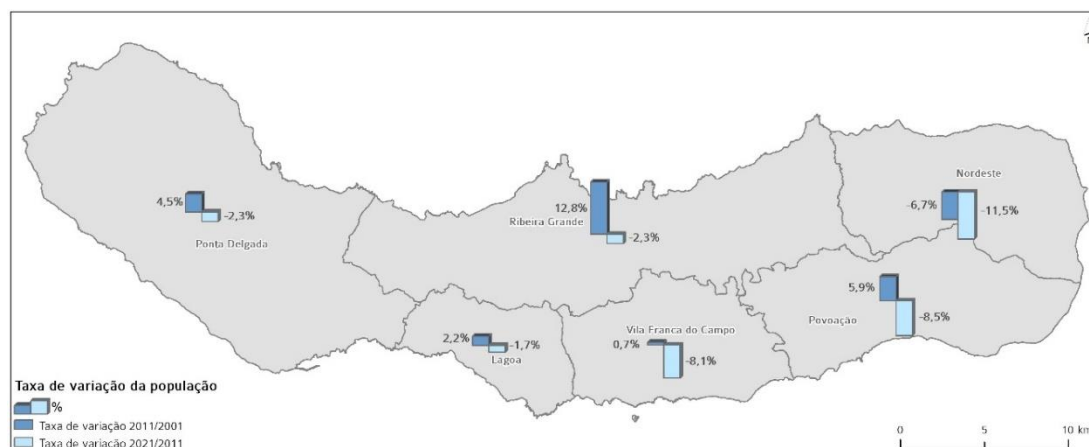 4,5%
-2,3%
Ponta Delgada
12,8%
Ribeira Grande
-2,3%
Nordeste
-6,7%
-11,5%
5,9%
Povoação
-8,5%
2,2%
-1,7%
Lagoa
Vila Franca do Campo
0,7%
-8,1%
Taxa de variação da população
%
Taxa de variação 2011/2001
Taxa de variação 2021/2011
0 5 10 km